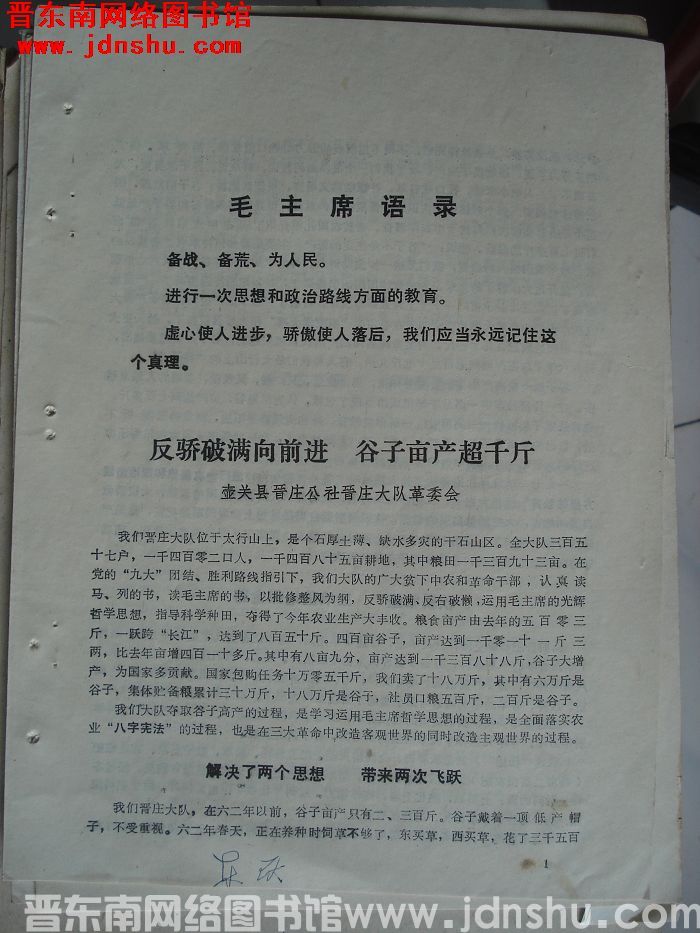 晋东南网络图书馆
www.jdnshu.com
毛主席语录
备战、备荒、为人民。
进行一次思想和政治路线方面的教育。
虚心使人进步，骄傲使人落后，我们应当永远记住这
个真理。
反骄破满向前进 谷子亩产超千斤
壶关县晋庄公社晋庄大队革委会
我们晋庄大队位于太行山上，是个石厚土薄、缺水多灾的干石山区。全大队三百五
十七户，一千四百零二口人，一千四百八十五亩耕地，其中粮田一千三百九十三亩。在
党的“九大”团结、胜利路线指引下，我们大队的广大贫下中农和革命干部，认真读
马、列的书，读毛主席的书，以批修整风为纲，反骄破满、反右破懒，运用毛主席的光辉
哲学思想，指导科学种田，夺得了今年农业生产大丰收。粮食亩产由去年的五百零三
斤，一跃跨“长江”，达到了八百五十斤。四百亩谷子，亩产达到一千零一十一斤三
两，比去年亩增四百一十多斤。其中有八亩九分，亩产达到一千三百八十八斤，谷子大增
产，为国家多贡献。国家包购任务十万零五千斤，我们卖了十八万斤，其中有六万斤是
谷子，集体贮备粮累计三十万斤，十八万斤是谷子，社员口粮五百斤，二百斤是谷子。
我们大队夺取谷子高产的过程，是学习运用毛主席哲学思想的过程，是全面落实农
业“八字宪法”的过程，也是在三大革命中改造客观世界的同时改造主观世界的过程。
解决了两个思想 带来两次飞跃
我们晋庄大队，在六二年以前，谷子亩产只有二、三百斤。谷子戴着一顶低产帽
子，不受重视。六二年春天，正在养种时饲草不够了，东买草，西买草，花了三千五百
1
晋东南网络图书馆www.jdnshu.com